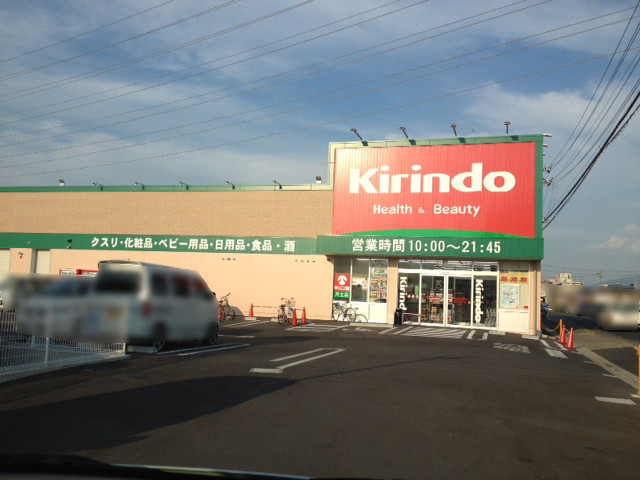 Kirindo
Health & Beauty
クスリ・化粧品・ベビー用品・日用品・食品・酒
営業時間 10:00～21:45
Kirindo
Kirindo